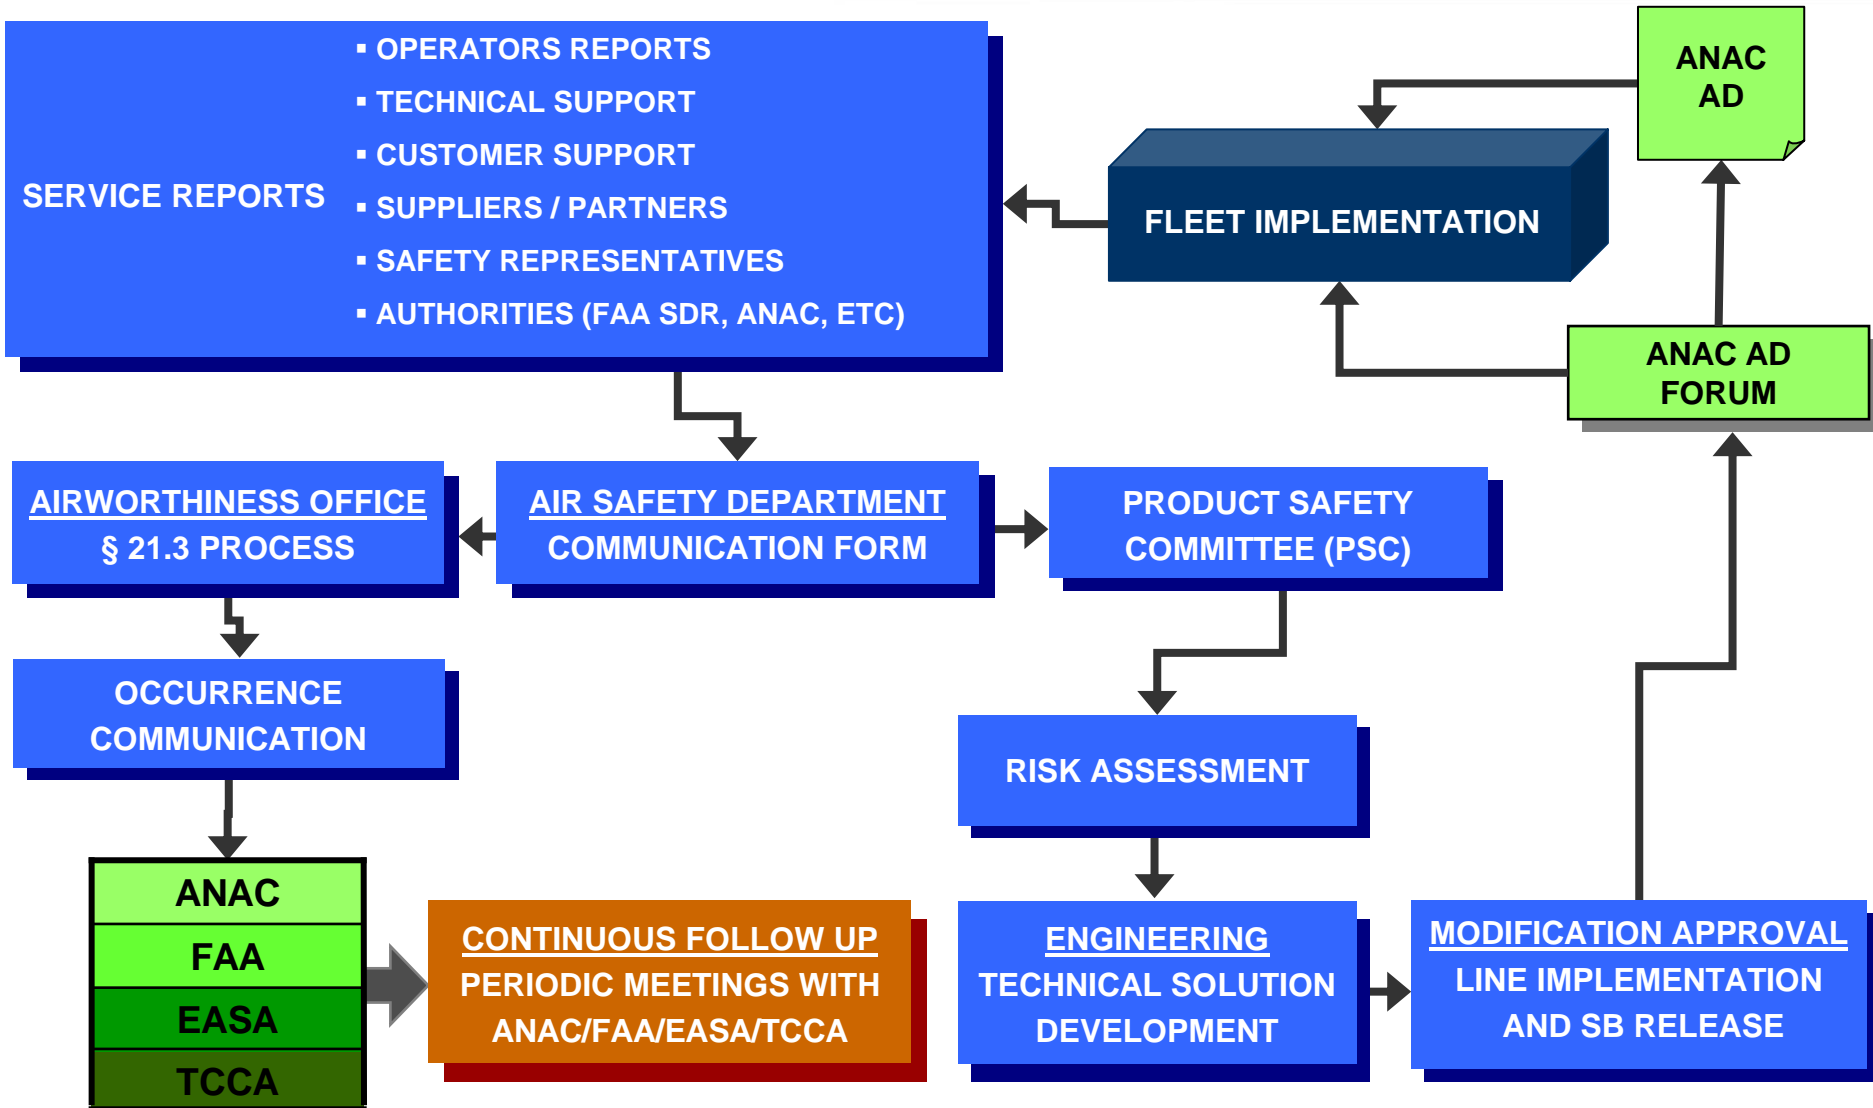 SERVICE REPORTS
▪ OPERATORS REPORTS
▪ TECHNICAL SUPPORT
▪ CUSTOMER SUPPORT
▪ SUPPLIERS / PARTNERS
▪ SAFETY REPRESENTATIVES
▪ AUTHORITIES (FAA SDR, ANAC, ETC)
FLEET IMPLEMENTATION
ANAC
AD
ANAC AD
FORUM
AIRWORTHINESS OFFICE
§ 21.3 PROCESS
AIR SAFETY DEPARTMENT
COMMUNICATION FORM
PRODUCT SAFETY
COMMITTEE (PSC)
OCCURRENCE
COMMUNICATION
RISK ASSESSMENT
ANAC
FAA
EASA
TCCA
CONTINUOUS FOLLOW UP
PERIODIC MEETINGS WITH
ANAC/FAA/EASA/TCCA
ENGINEERING
TECHNICAL SOLUTION
DEVELOPMENT
MODIFICATION APPROVAL
LINE IMPLEMENTATION
AND SB RELEASE